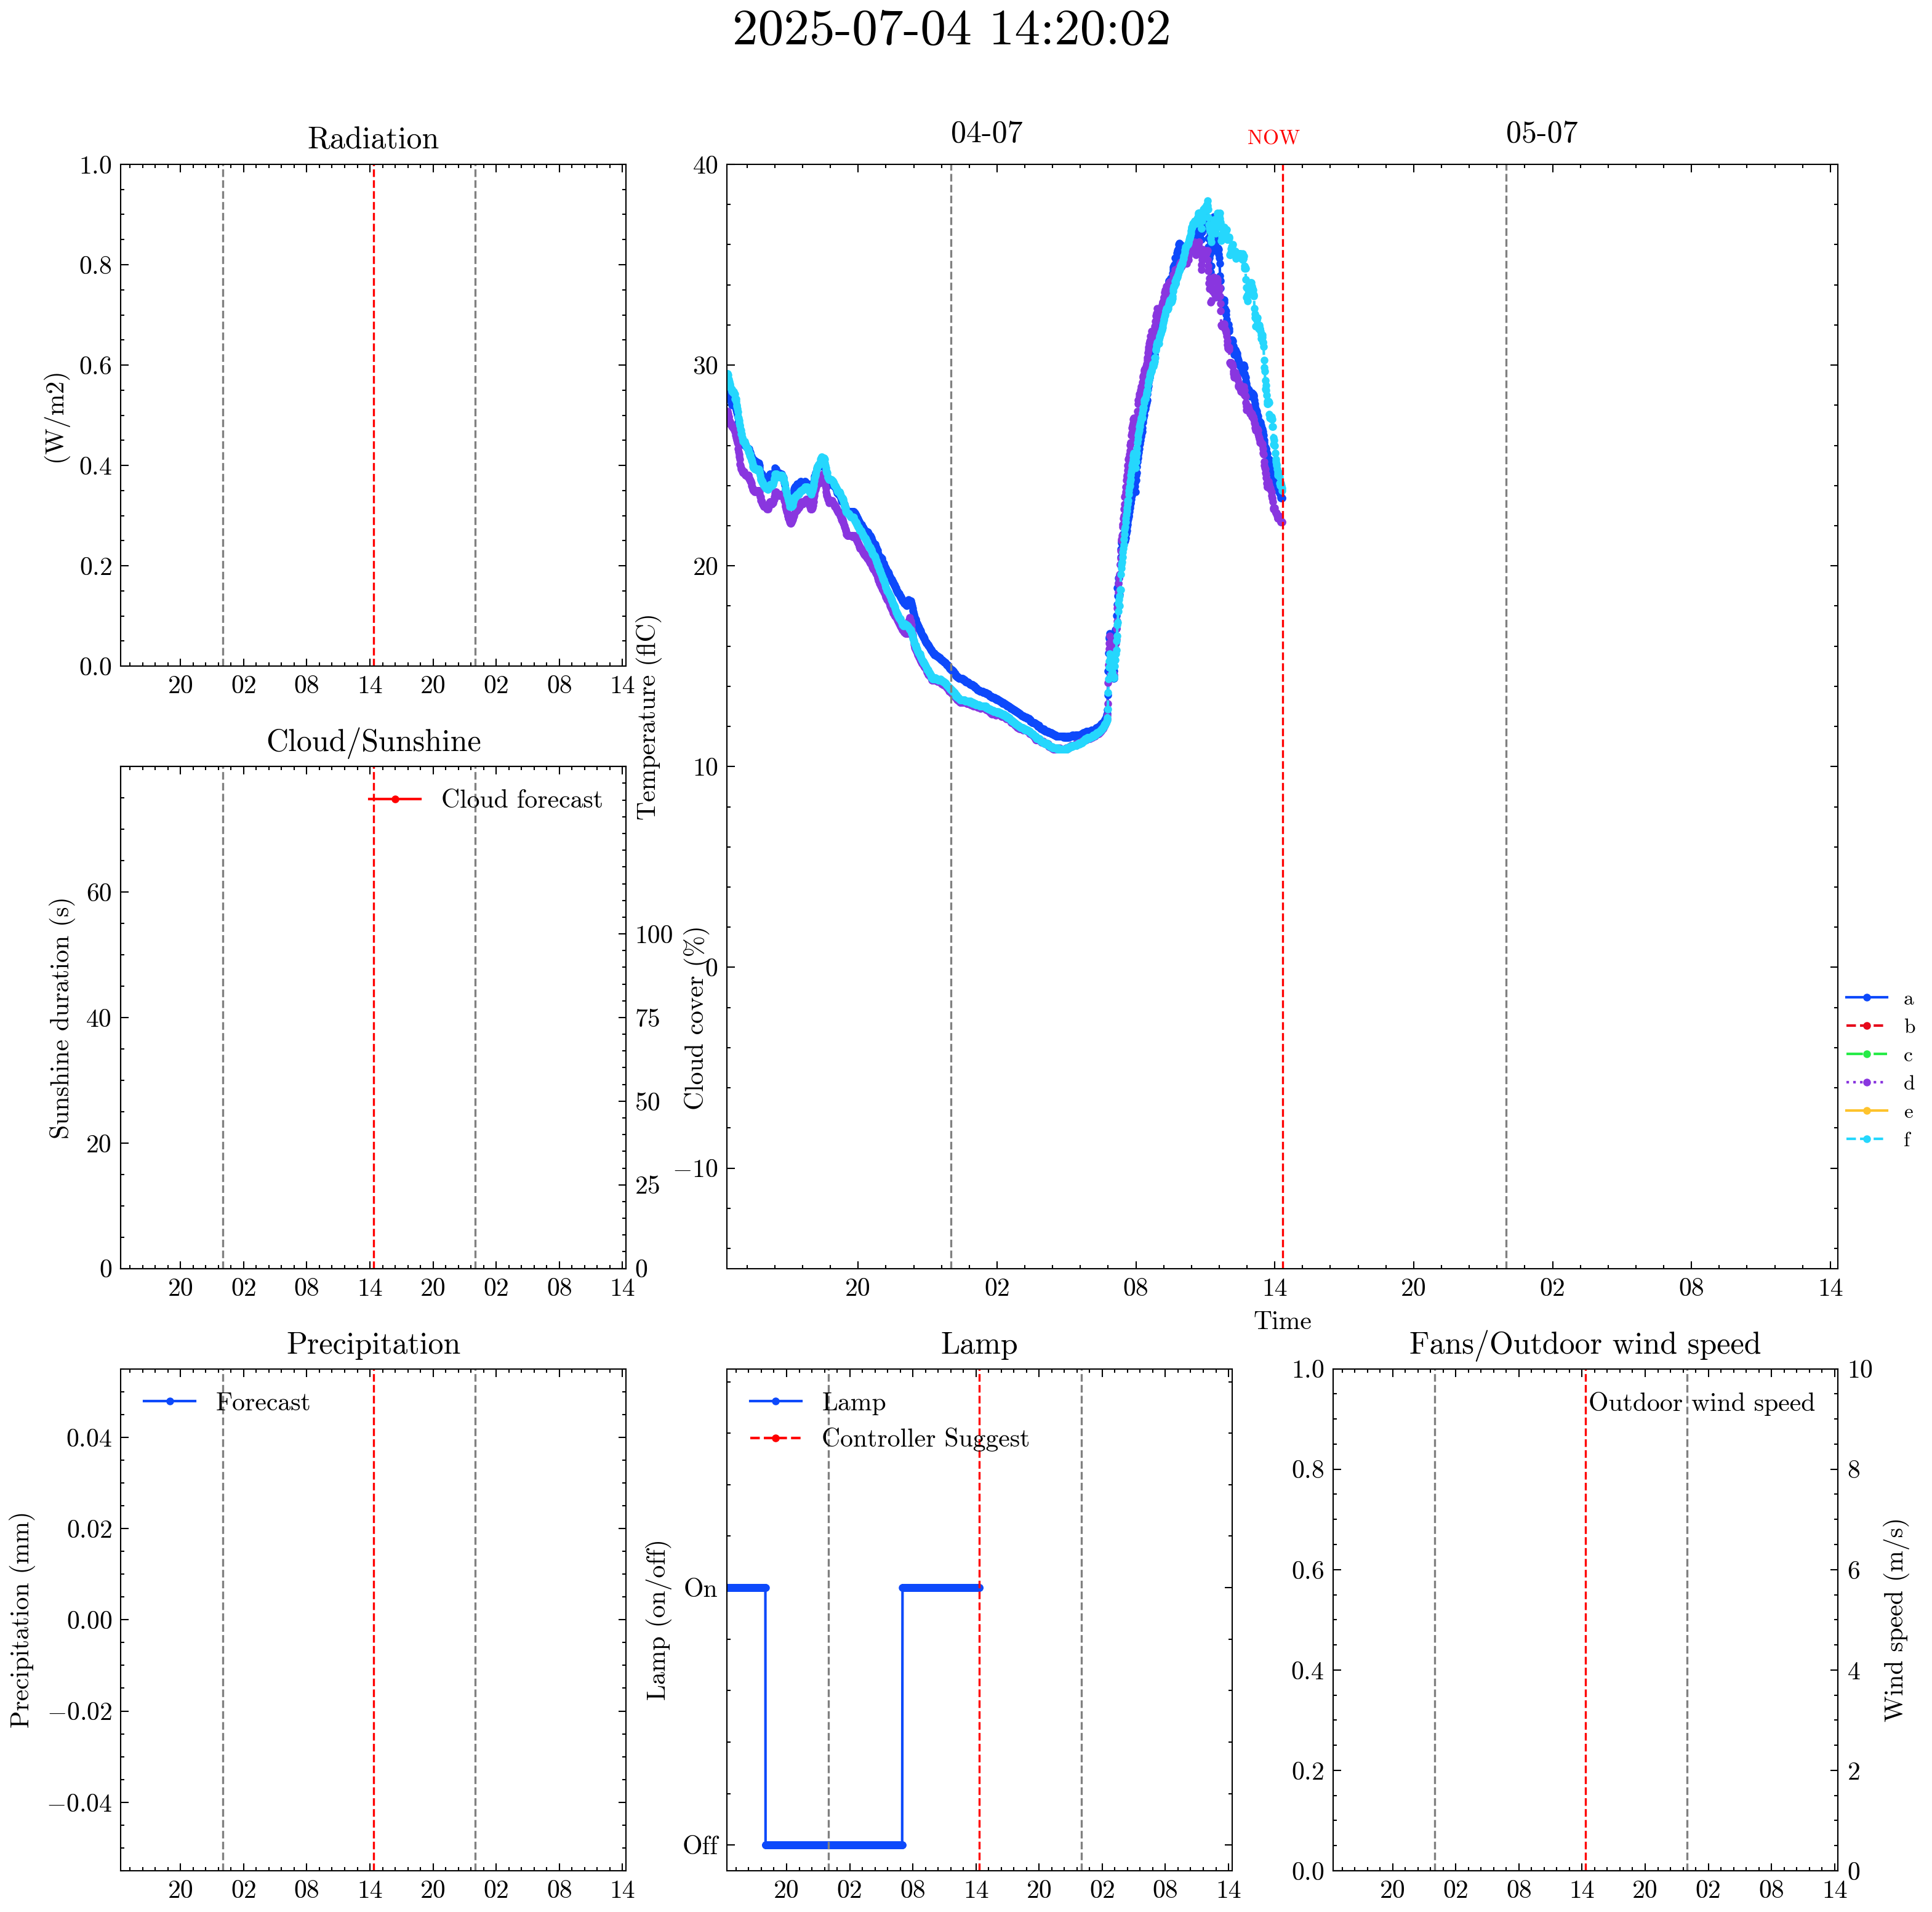 2025-07-04 14:20:02
Radiation
1.0
0.8
0.6
0.4
0.2
0.0
(W/m2)
20 02 08 14 20 02 08 14
04-07 NOW 05-07
40
30
20
10
0
−10
Temperature (flC)
20 02 08 14 20 02 08 14
Time
a
b
c
d
e
f
Cloud/Sunshine
Cloud forecast
60
40
20
0
Sunshine duration (s)
100
75
50
25
0
Cloud cover (%)
20 02 08 14 20 02 08 14
Precipitation
Forecast
0.04
0.02
0.00
−0.02
−0.04
Precipitation (mm)
20 02 08 14 20 02 08 14
Lamp
Lamp
Controller Suggest
On
Off
Lamp (on/off)
20 02 08 14 20 02 08 14
Fans/Outdoor wind speed
Outdoor wind speed
1.0
0.8
0.6
0.4
0.2
0.0
10
8
6
4
2
0
Wind speed (m/s)
20 02 08 14 20 02 08 14